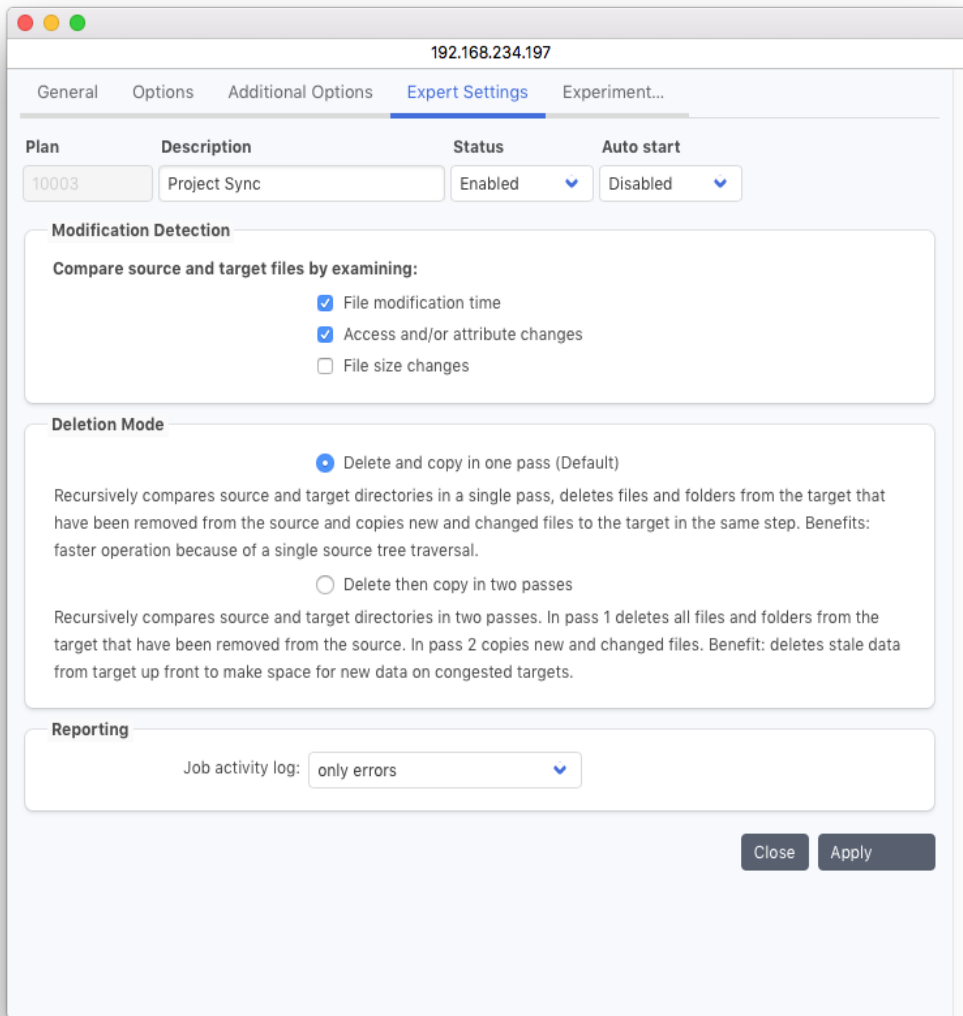 192.168.234.197
General Options Additional Options Expert Settings Experiment...
Plan Description Status Auto start
10003 Project Sync Enabled Disabled
Modification Detection
Compare source and target files by examining:
File modification time
Access and/or attribute changes
File size changes
Deletion Mode
Delete and copy in one pass (Default)
Recursively compares source and target directories in a single pass, deletes files and folders from the target that
have been removed from the source and copies new and changed files to the target in the same step. Benefits:
faster operation because of a single source tree traversal.
Delete then copy in two passes
Recursively compares source and target directories in two passes. In pass 1 deletes all files and folders from the
target that have been removed from the source. In pass 2 copies new and changed files. Benefit: deletes stale data
from target up front to make space for new data on congested targets.
Reporting
Job activity log: only errors
Close Apply